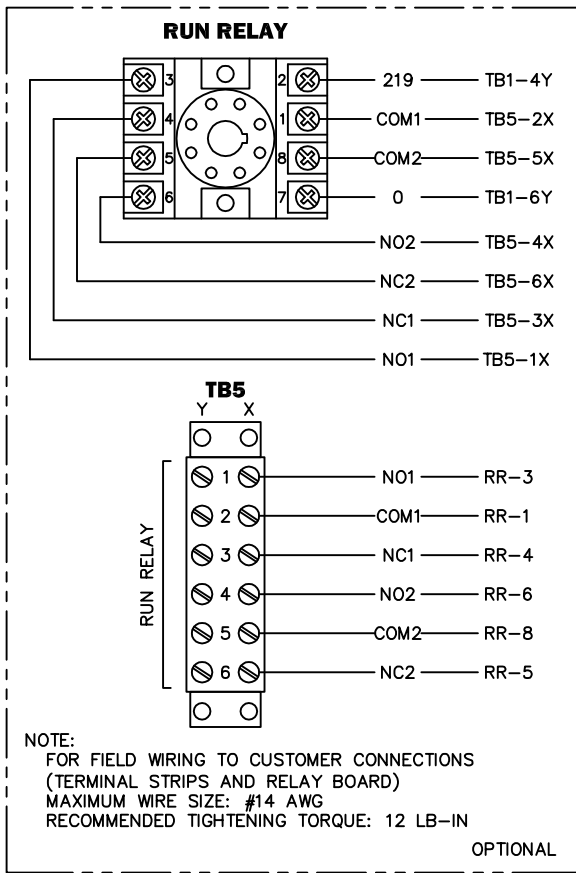 RUN RELAY
3 2 219 TB1-4Y
4 1 COM1 TB5-2X
5 8 COM2 TB5-5X
6 7 0 TB1-6Y
NO2 TB5-4X
NC2 TB5-6X
NC1 TB5-3X
NO1 TB5-1X
TB5
Y X
RUN RELAY
1 NO1 RR-3
2 COM1 RR-1
3 NC1 RR-4
4 NO2 RR-6
5 COM2 RR-8
6 NC2 RR-5
NOTE:
FOR FIELD WIRING TO CUSTOMER CONNECTIONS
(TERMINAL STRIPS AND RELAY BOARD)
MAXIMUM WIRE SIZE: #14 AWG
RECOMMENDED TIGHTENING TORQUE: 12 LB-IN
OPTIONAL